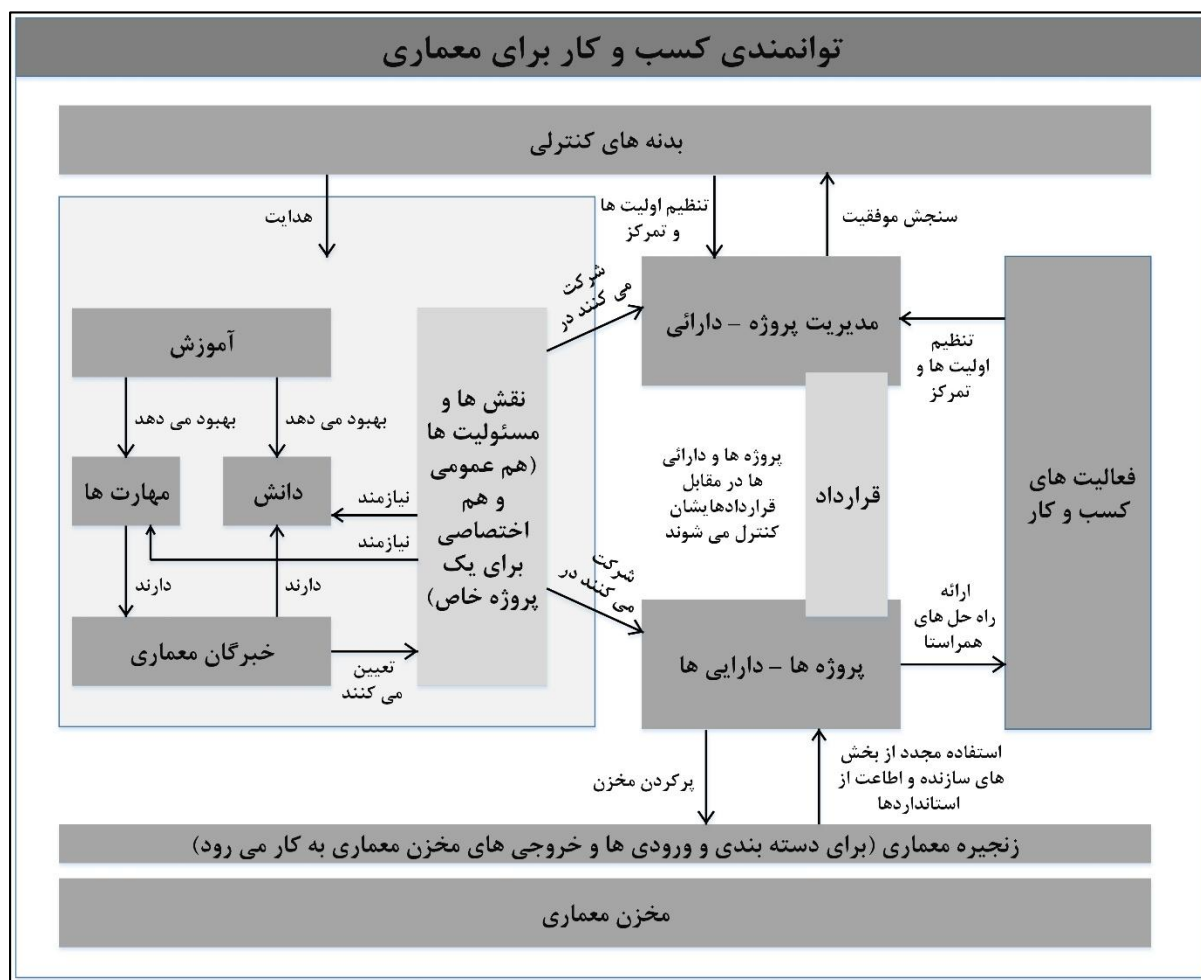 توانمندی کسب و کار برای معماری
بدنه های کنترلی
هدایت
تنظیم اولیت ها
و تمرکز
سنجش موفقیت
شرکت
می کنند در
مدیریت پروژه – دارائی
تنظیم
اولیت ها و
تمرکز
آموزش
بهبود می دهد
بهبود می دهد
مهارت ها
دانش
نقش ها و
مسئولیت ها
(هم عمومی
و هم
اختصاصی
برای یک
پروژه خاص)
نیازمند
نیازمند
دارند
دارند
خبرگان معماری
تعیین
می کنند
پروژه ها و دارائی
ها در مقابل
قراردادهایشان
کنترل می شوند
قرارداد
فعالیت های
کسب و کار
شرکت
می کنند در
پروژه ها – دارایی ها
ارائه
راه حل های
همراستا
پرکردن مخزن
استفاده مجدد از بخش
های سازنده و اطاعت از
استانداردها
زنجیره معماری (برای دسته بندی و ورودی ها و خروجی های مخزن معماری به کار می رود)
مخزن معماری